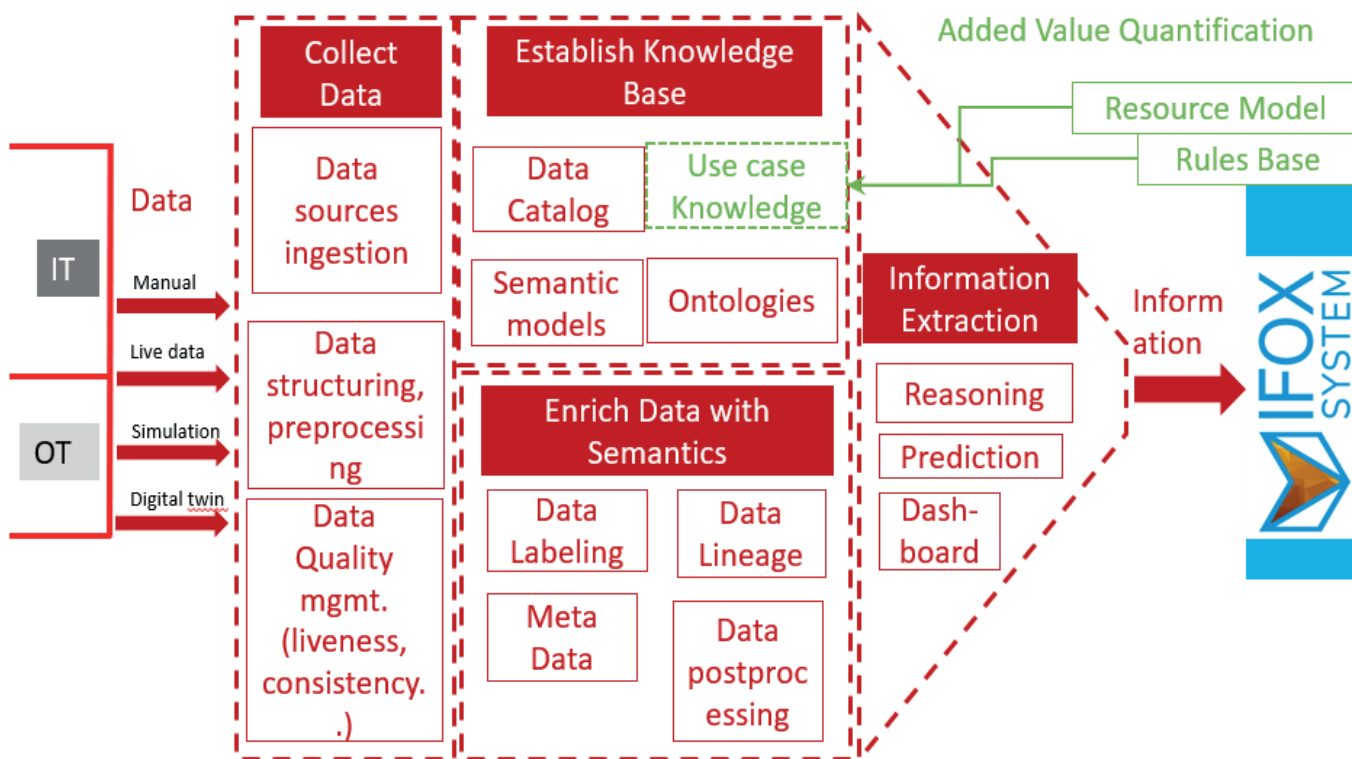 Collect
Data
Establish Knowledge
Base
Added Value Quantification
Resource Model
Rules Base
Data
IT
OT
Manual
Live data
Simulation
Digital twin
Data
sources
ingestion
Data
structuring,
preprocessi
ng
Data
Quality
mgmt.
(liveness,
consistency.
.)
Data
Catalog
Use case
Knowledge
Semantic
models
Ontologies
Enrich Data with
Semantics
Data
Labeling
Data
Lineage
Meta
Data
Data
postproc
essing
Information
Extraction
Reasoning
Prediction
Dash-
board
Inform
ation
IFOX
SYSTEM